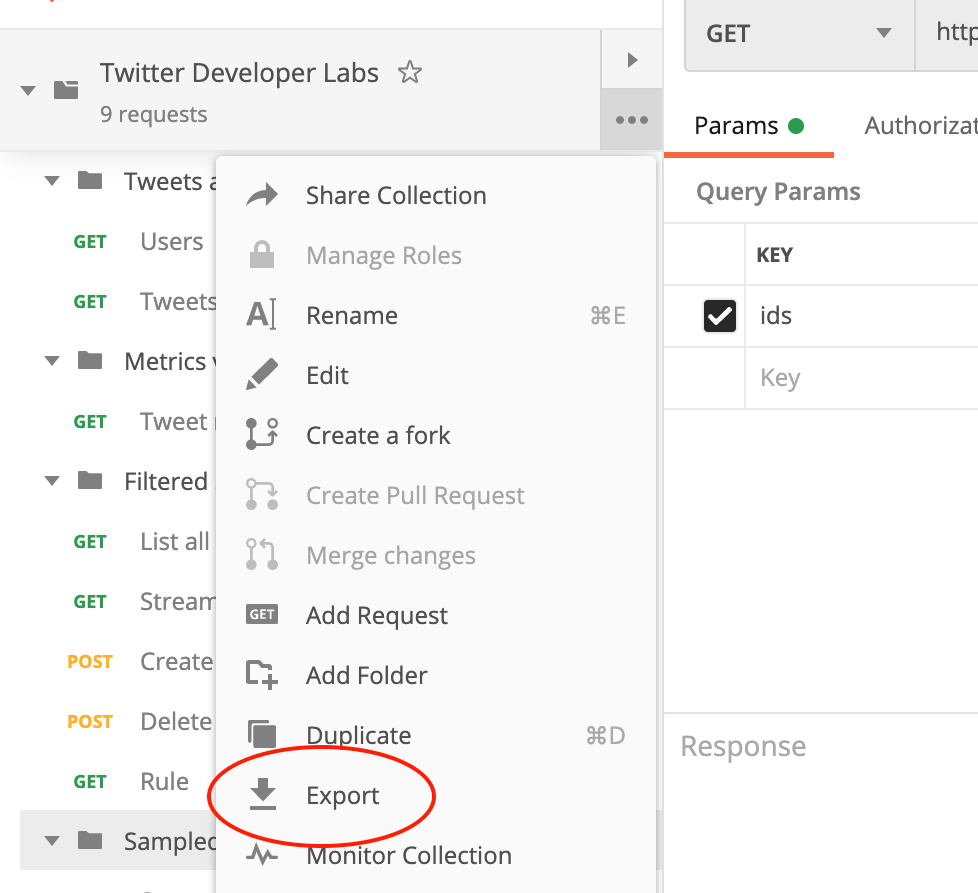 Twitter Developer Labs
9 requests
GET
http
Params
Query Params
KEY
ids
Key
Response
Tweets
GET Users
GET Tweets
Metrics
GET Tweet
Filtered
GET List all
GET Stream
POST Create
POST Delete
GET Rule
Sampled
Share Collection
Manage Roles
Rename ⌘E
Edit
Create a fork
Create Pull Request
Merge changes
GET Add Request
Add Folder
Duplicate ⌘D
Export
Monitor Collection